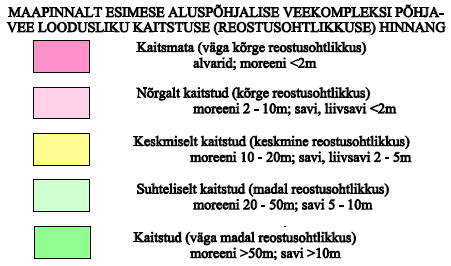 MAAPINNALT ESIMESE ALUSPÕHJALISE VEEKOMPLEKSI PÕHJA-
VEE LOODUSLIKU KAITSTUSE (REOSTUSOHTLIKKUSE) HINNANG
Kaitsmata (väga kõrge reostusohtlikkus)
alvarid; moreeni <2m
Nõrgalt kaitstud (kõrge reostusohtlikkus)
moreeni 2 - 10m; savi, liivsavi <2m
Keskmiselt kaitstud (keskmine reostusohtlikkus)
moreeni 10 - 20m; savi, liivsavi 2 - 5m
Suhteliselt kaitstud (madal reostusohtlikkus)
moreeni 20 - 50m; savi 5 - 10m
Kaitstud (väga madal reostusohtlikkus)
moreeni >50m; savi >10m